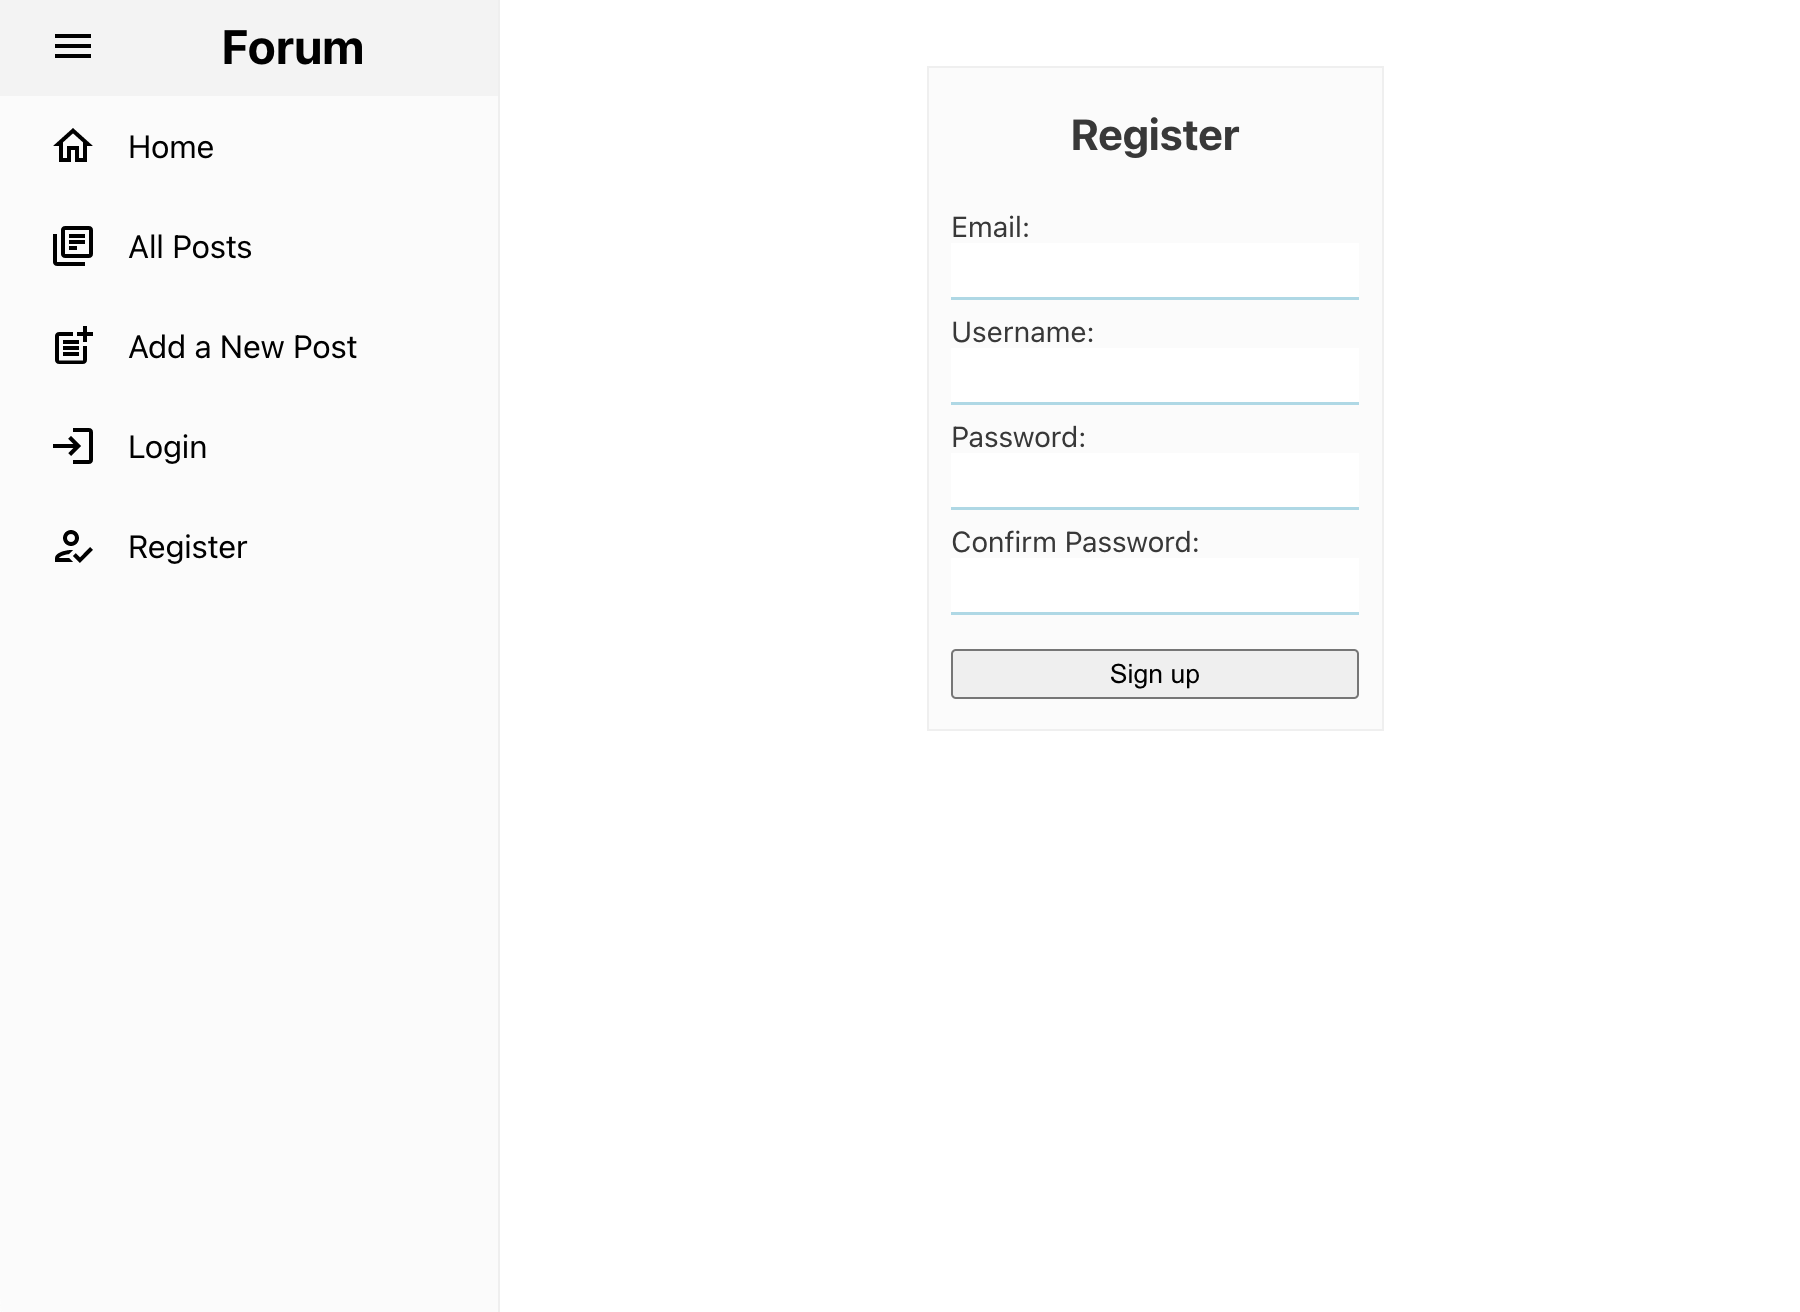 Forum
Home
All Posts
Add a New Post
Login
Register
Register
Email:
Username:
Password:
Confirm Password:
Sign up